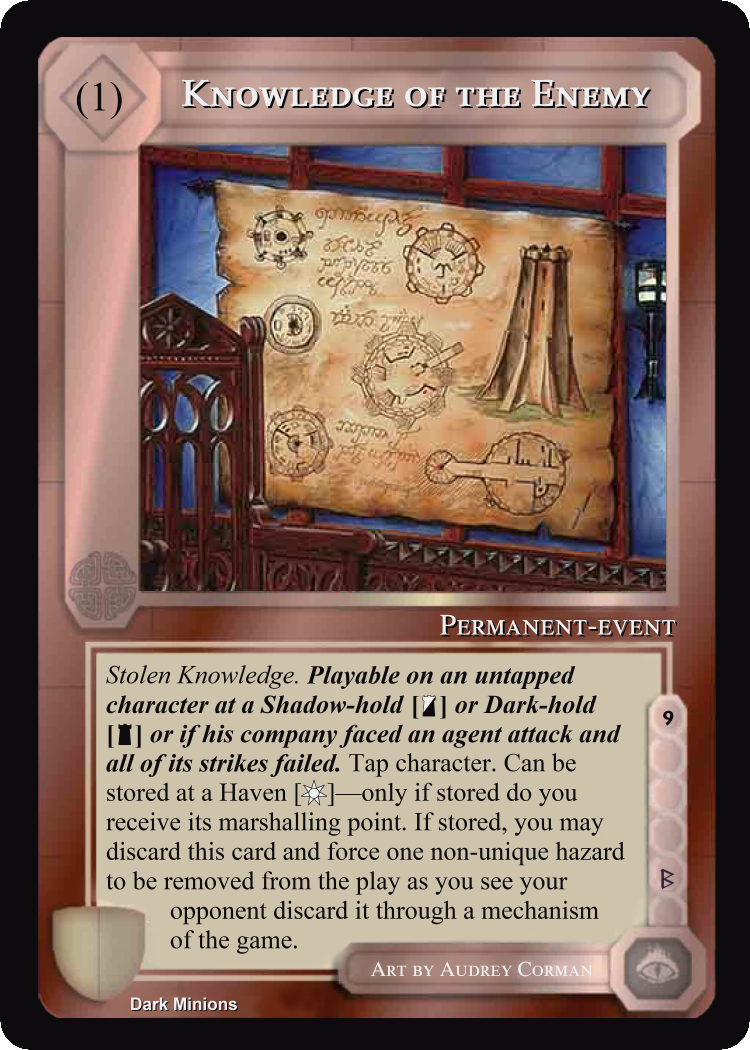 (1)
Knowledge of the Enemy
Permanent-event
Stolen Knowledge. Playable on an untapped
character at a Shadow-hold [ ] or Dark-hold
[ ] or if his company faced an agent attack and
all of its strikes failed. Tap character. Can be
stored at a Haven [ ]—only if stored do you
receive its marshalling point. If stored, you may
discard this card and force one non-unique hazard
to be removed from the play as you see your
opponent discard it through a mechanism
of the game.
9
Art by Audrey Corman
Dark Minions